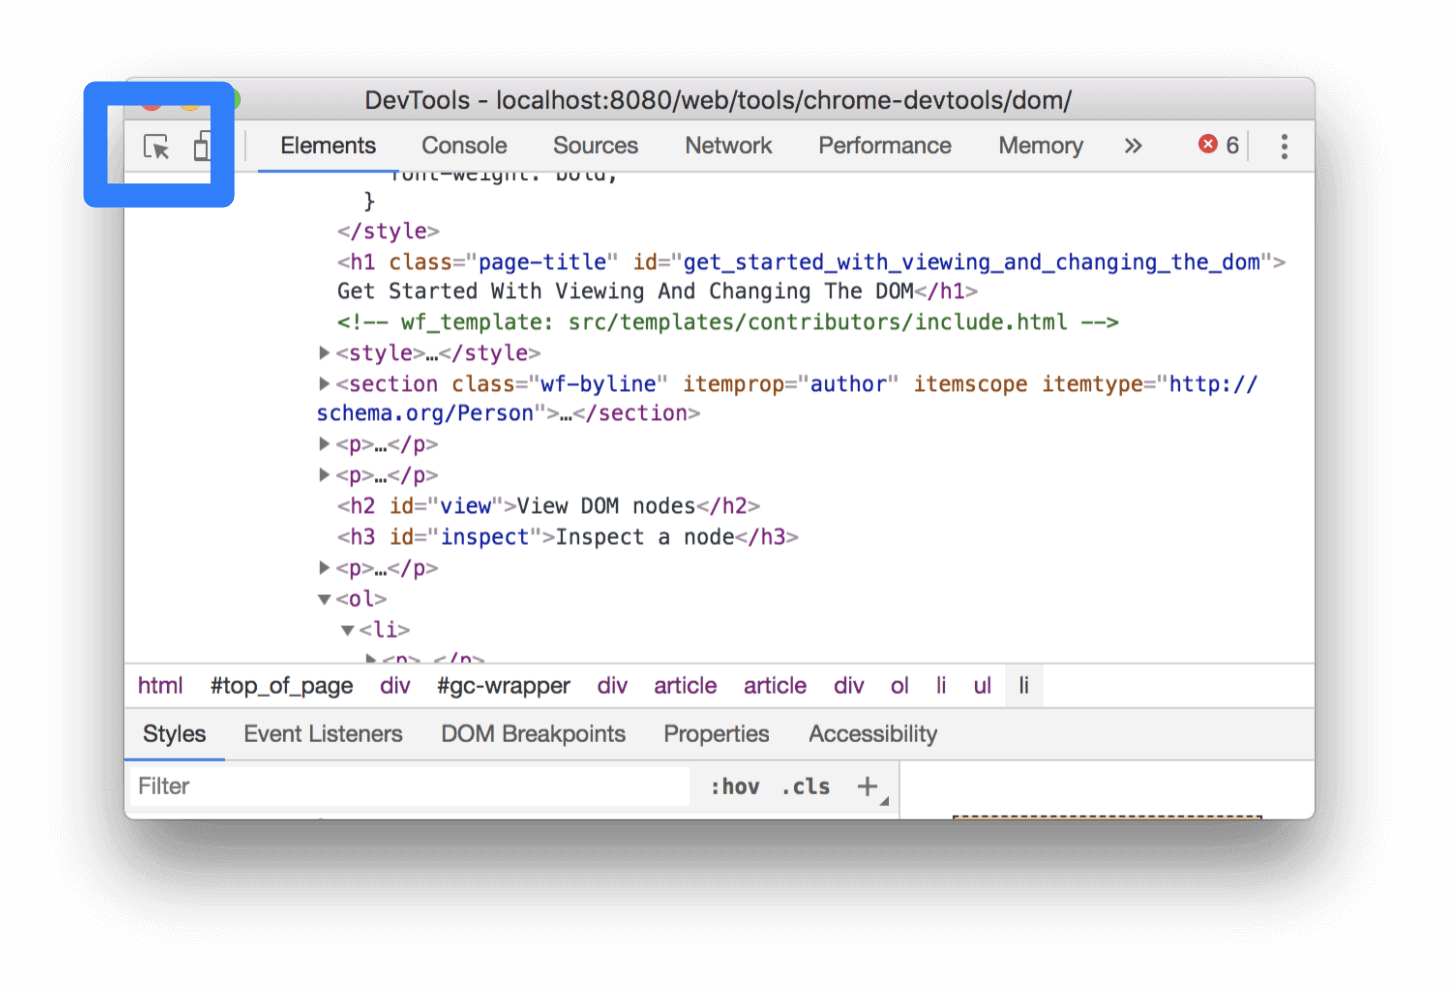 DevTools - localhost:8080/web/tools/chrome-devtools/dom/
Elements Console Sources Network Performance Memory » 6
font-weight: bold;
}
</style>
<h1 class="page-title" id="get_started_with_viewing_and_changing_the_dom">
Get Started With Viewing And Changing The DOM</h1>
<!-- wf_template: src/templates/contributors/include.html -->
<style>…</style>
<section class="wf-byline" itemprop="author" itemscope itemtype="http://
schema.org/Person">…</section>
<p>…</p>
<p>…</p>
<h2 id="view">View DOM nodes</h2>
<h3 id="inspect">Inspect a node</h3>
<p>…</p>
<ol>
<li>
<p>…</p>
html #top_of_page div #gc-wrapper div article article div ol li ul li
Styles Event Listeners DOM Breakpoints Properties Accessibility
Filter :hov .cls +